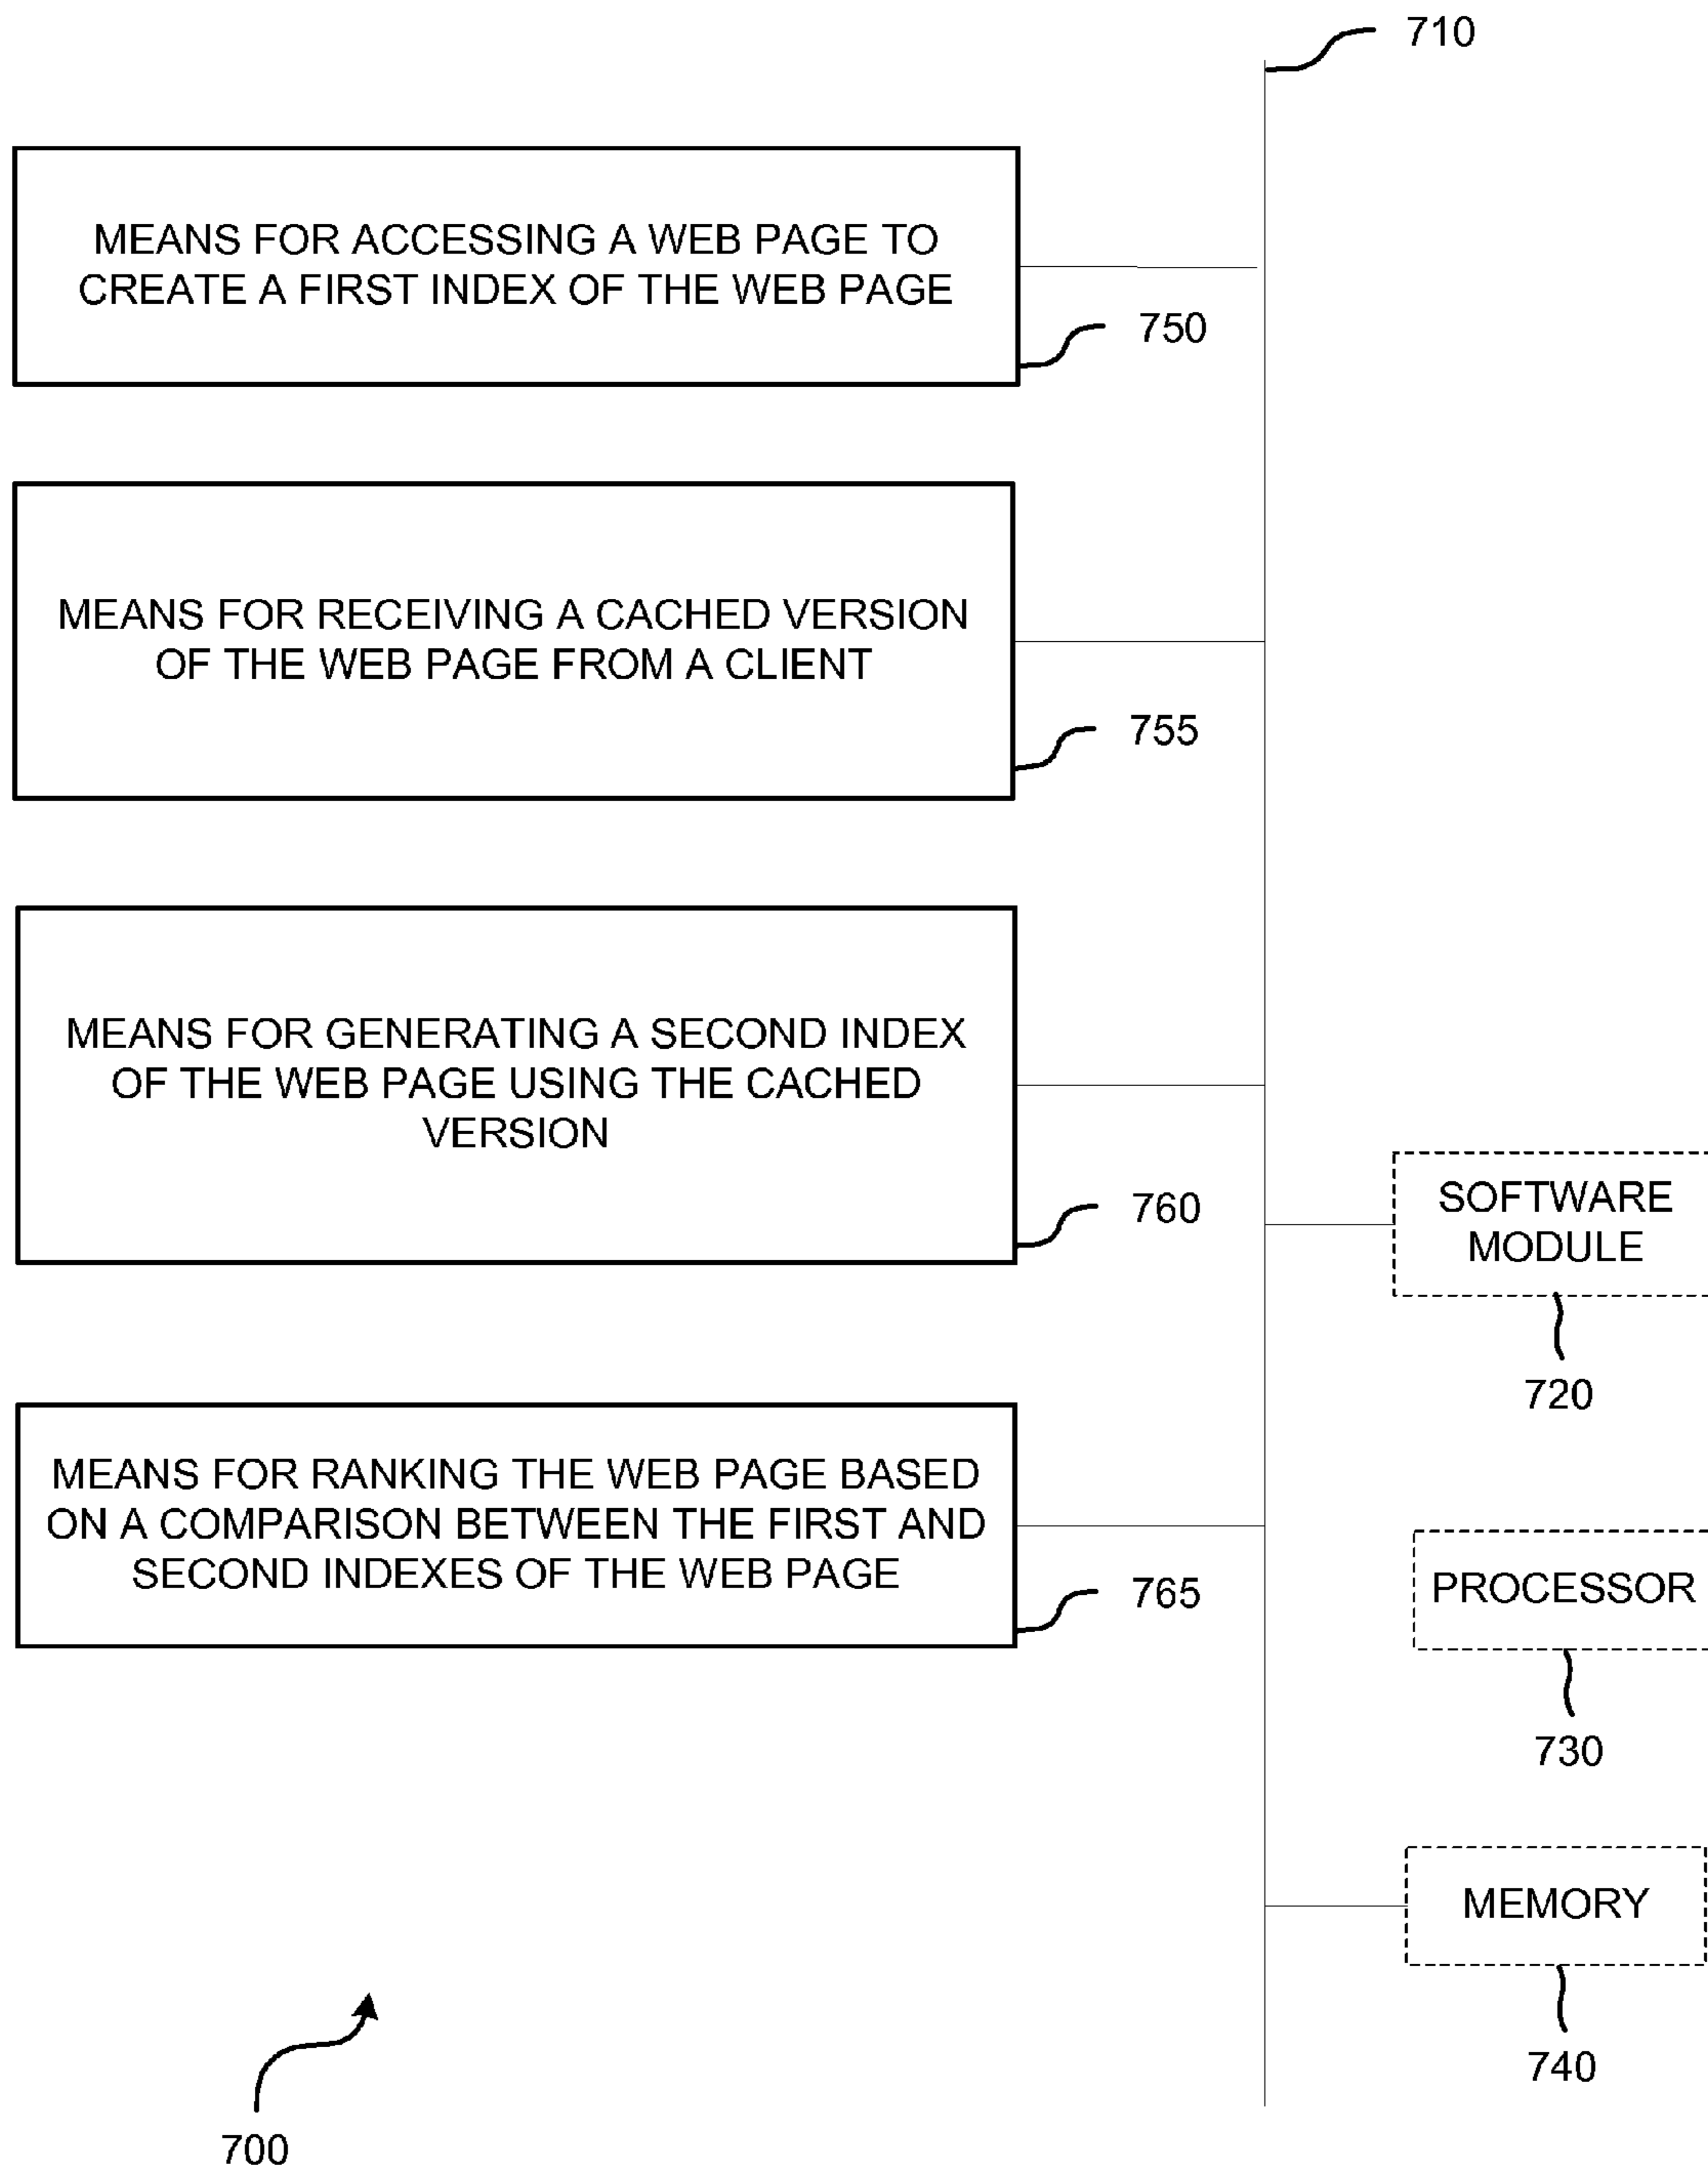 710
MEANS FOR ACCESSING A WEB PAGE TO
CREATE A FIRST INDEX OF THE WEB PAGE
750
MEANS FOR RECEIVING A CACHED VERSION
OF THE WEB PAGE FROM A CLIENT
755
MEANS FOR GENERATING A SECOND INDEX
OF THE WEB PAGE USING THE CACHED
VERSION
760
SOFTWARE
MODULE
720
MEANS FOR RANKING THE WEB PAGE BASED
ON A COMPARISON BETWEEN THE FIRST AND
SECOND INDEXES OF THE WEB PAGE
765
PROCESSOR
730
MEMORY
740
700